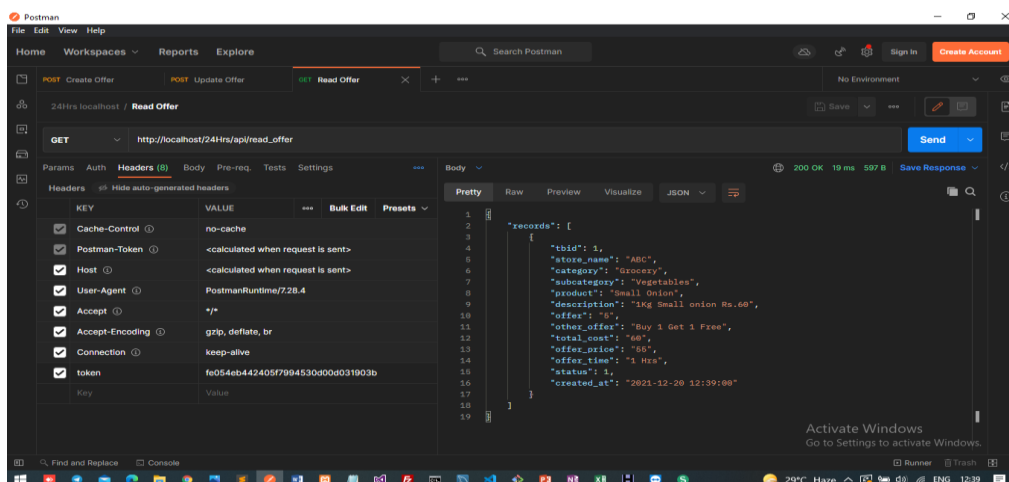 Postman
File Edit View Help
Home Workspaces Reports Explore Search Postman Sign In Create Account
POST Create Offer POST Update Offer GET Read Offer No Environment
24Hrs localhost / Read Offer Save
GET http://localhost/24Hrs/api/read_offer Send
Params Auth Headers (8) Body Pre-req. Tests Settings
Headers Hide auto-generated headers
KEY VALUE Bulk Edit Presets
Cache-Control no-cache
Postman-Token <calculated when request is sent>
Host <calculated when request is sent>
User-Agent PostmanRuntime/7.28.4
Accept */*
Accept-Encoding gzip, deflate, br
Connection keep-alive
token fe054eb442405f7994530d00d031903b
Key Value
Body 200 OK 19 ms 597 B Save Response
Pretty Raw Preview Visualize JSON
1 {
2 "records": [
3 {
4 "tbid": 1,
5 "store_name": "ABC",
6 "category": "Grocery",
7 "subcategory": "Vegetables",
8 "product": "Small Onion",
9 "description": "1Kg Small onion Rs.60",
10 "offer": "5",
11 "other_offer": "Buy 1 Get 1 Free",
12 "total_cost": "60",
13 "offer_price": "55",
14 "offer_time": "1 Hrs",
15 "status": 1,
16 "created_at": "2021-12-20 12:39:00"
17 }
18 ]
19 }
Activate Windows
Go to Settings to activate Windows.
Find and Replace Console Runner Trash
29°C Haze ENG 12:39